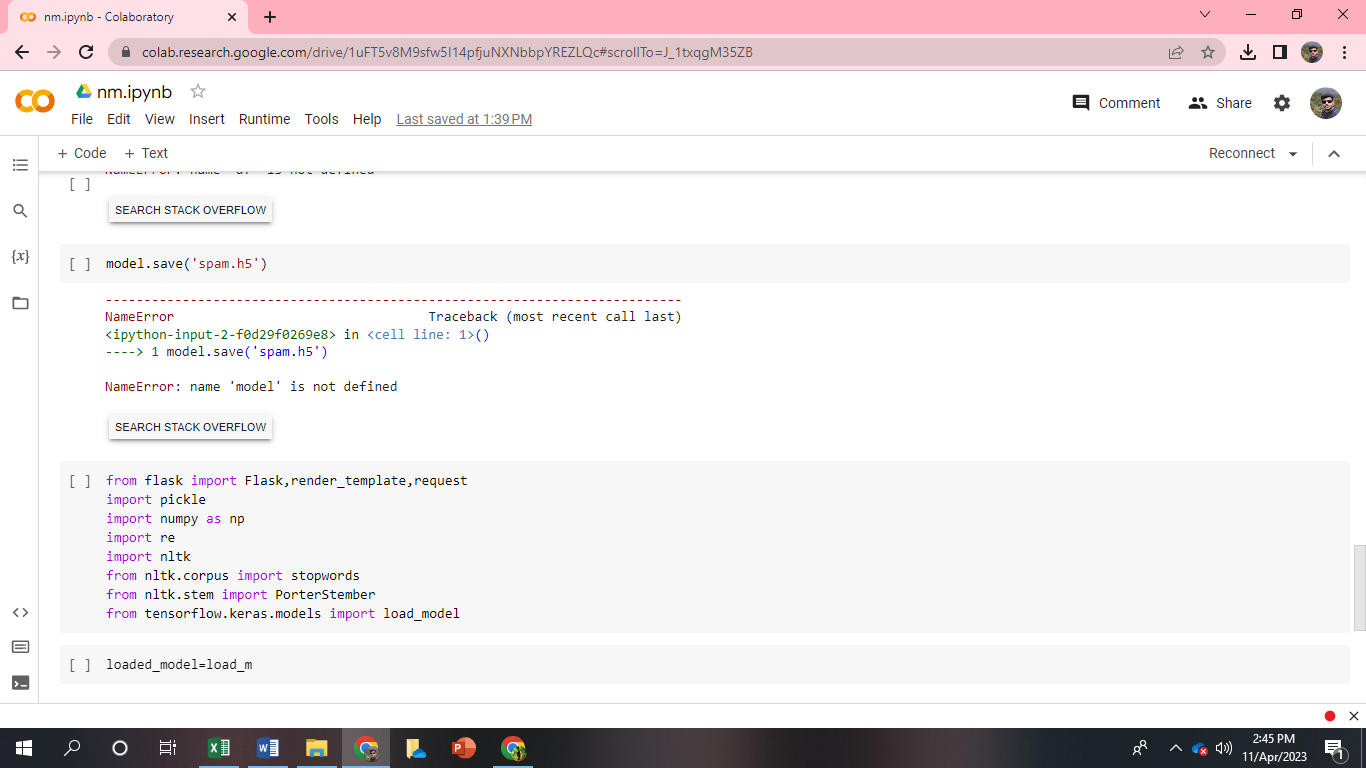 nm.ipynb - Colaboratory
colab.research.google.com/drive/1uFT5v8M9sfw5I14pfjuNXNbbpYREZLQc#scrollTo=J_1txqgM35ZB
nm.ipynb
Comment
Share
File Edit View Insert Runtime Tools Help Last saved at 1:39 PM
+ Code + Text
Reconnect
[ ]
SEARCH STACK OVERFLOW
[ ] model.save('spam.h5')
---------------------------------------------------------------------------
NameError Traceback (most recent call last)
<ipython-input-2-f0d29f0269e8> in <cell line: 1>()
----> 1 model.save('spam.h5')
NameError: name 'model' is not defined
SEARCH STACK OVERFLOW
[ ] from flask import Flask,render_template,request
import pickle
import numpy as np
import re
import nltk
from nltk.corpus import stopwords
from nltk.stem import PorterStember
from tensorflow.keras.models import load_model
[ ] loaded_model=load_m
{x}
2:45 PM
11/Apr/2023
1